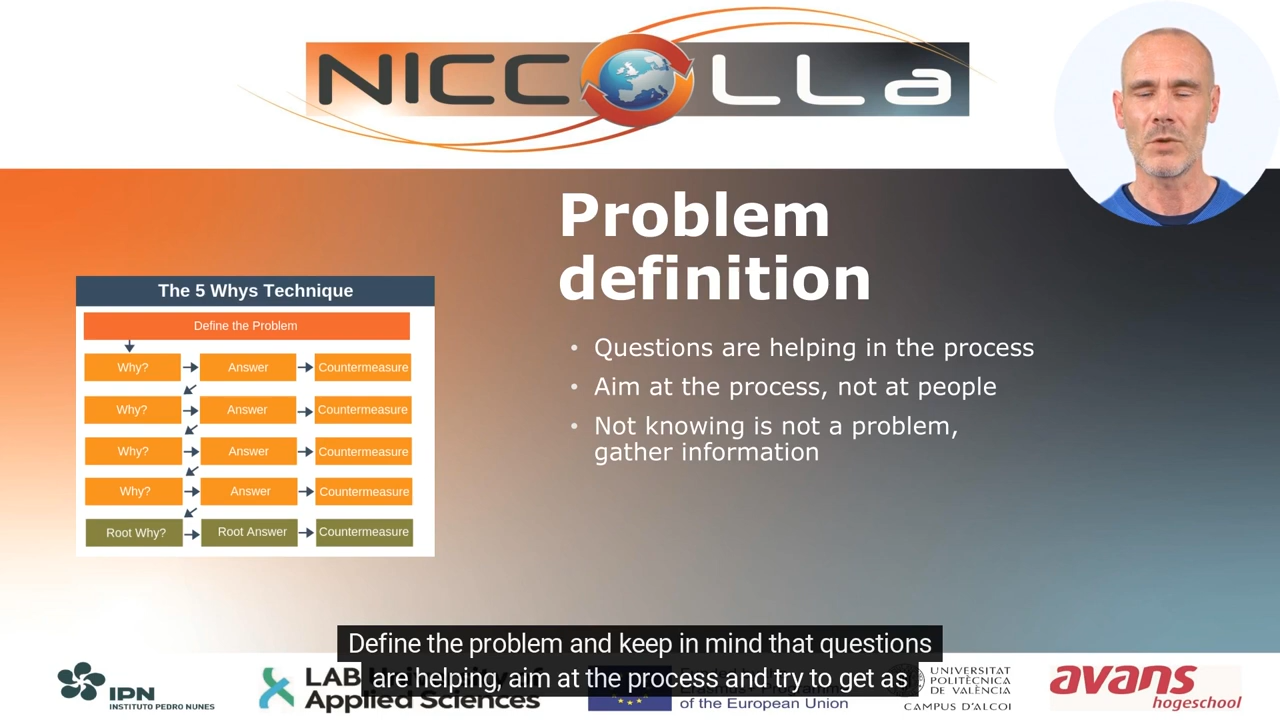 NICCOLLa
Problem
definition
The 5 Whys Technique
Define the Problem
Why? Answer Countermeasure
Why? Answer Countermeasure
Why? Answer Countermeasure
Why? Answer Countermeasure
Root Why? Root Answer Countermeasure
• Questions are helping in the process
• Aim at the process, not at people
• Not knowing is not a problem,
gather information
Define the problem and keep in mind that questions
are helping, aim at the process and try to get as
IPN
INSTITUTO PEDRO NUNES
LAB
Applied Sciences
of the European Union
UNIVERSITAT
POLITÈCNICA
DE VALÈNCIA
CAMPUS D'ALCOI
avans
hogeschool